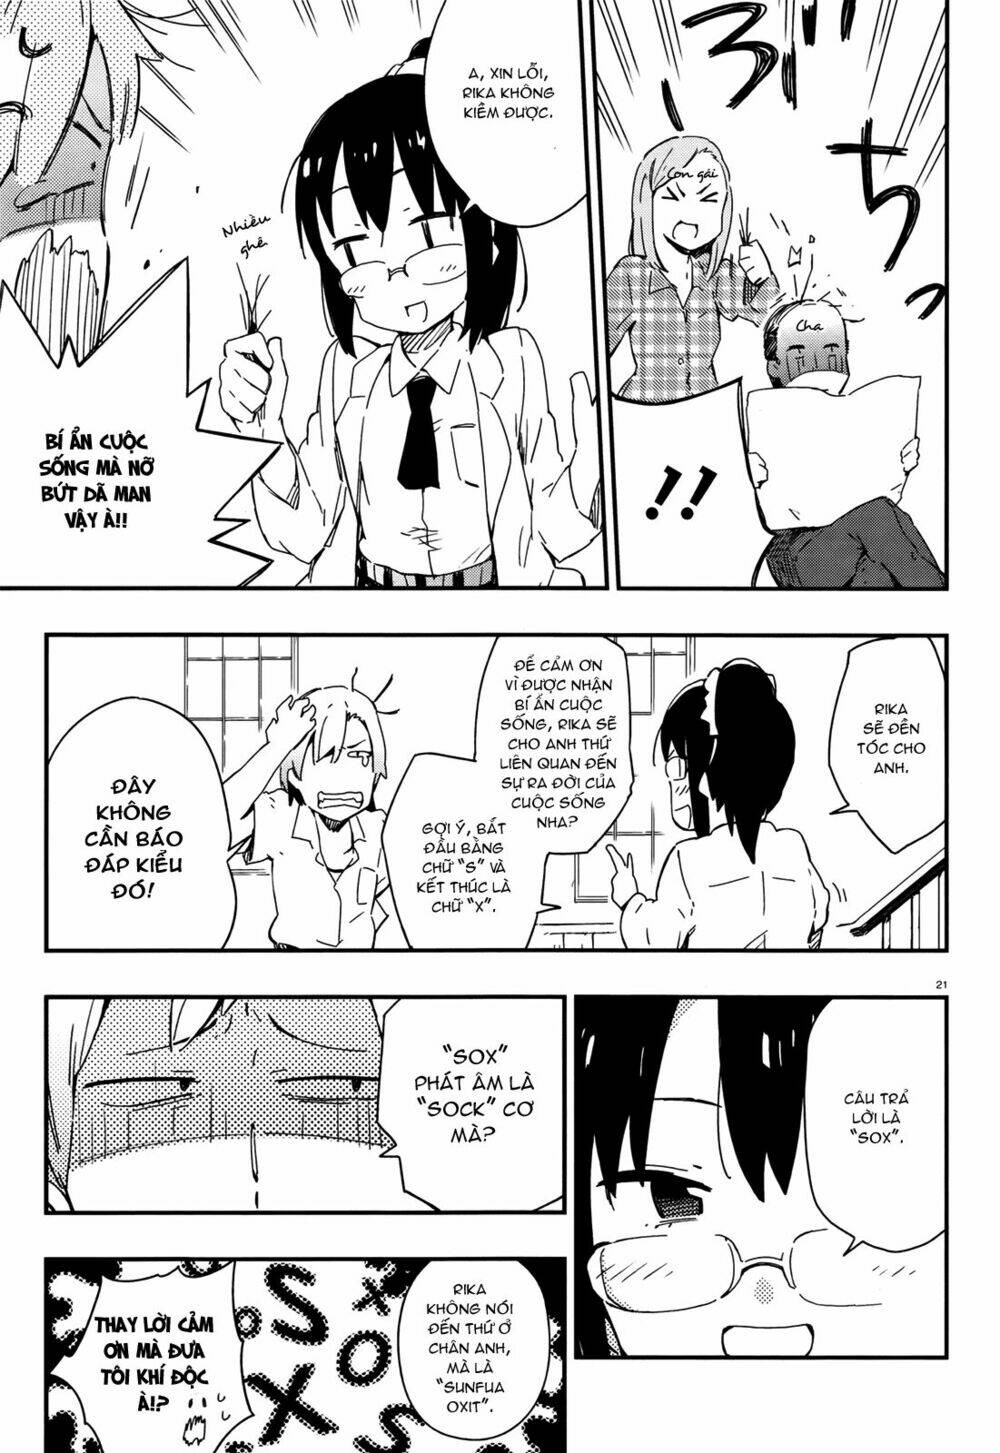 ブチッ
Con gái
Cha
!!
A, XIN LỖI,
RIKA KHÔNG
KIỀM ĐƯỢC.
Nhiều
ghê
BÍ ẨN CUỘC
SỐNG MÀ NỠ
BỨT DÃ MAN
VẬY À!!
RIKA
SẼ ĐỀN
TÓC CHO
ANH.
ĐỂ CẢM ƠN
VÌ ĐƯỢC NHẬN
BÍ ẨN CUỘC
SỐNG, RIKA SẼ
CHO ANH THỨ
LIÊN QUAN ĐẾN
SỰ RA ĐỜI CỦA
CUỘC SỐNG
NHA?
GỢI Ý, BẮT
ĐẦU BẰNG
CHỮ "S" VÀ
KẾT THÚC LÀ
CHỮ "X".
ĐÂY
KHÔNG
CẦN BÁO
ĐÁP KIỂU
ĐÓ!
21
CÂU TRẢ
LỜI LÀ
"SOX".
"SOX"
PHÁT ÂM LÀ
"SOCK" CƠ
MÀ?
RIKA
KHÔNG NÓI
ĐẾN THỨ Ở
CHÂN ANH,
MÀ LÀ
"SUNFUA
OXIT".
SOX
THAY LỜI CẢM
ƠN MÀ ĐƯA
TÔI KHÍ ĐỘC
À!?